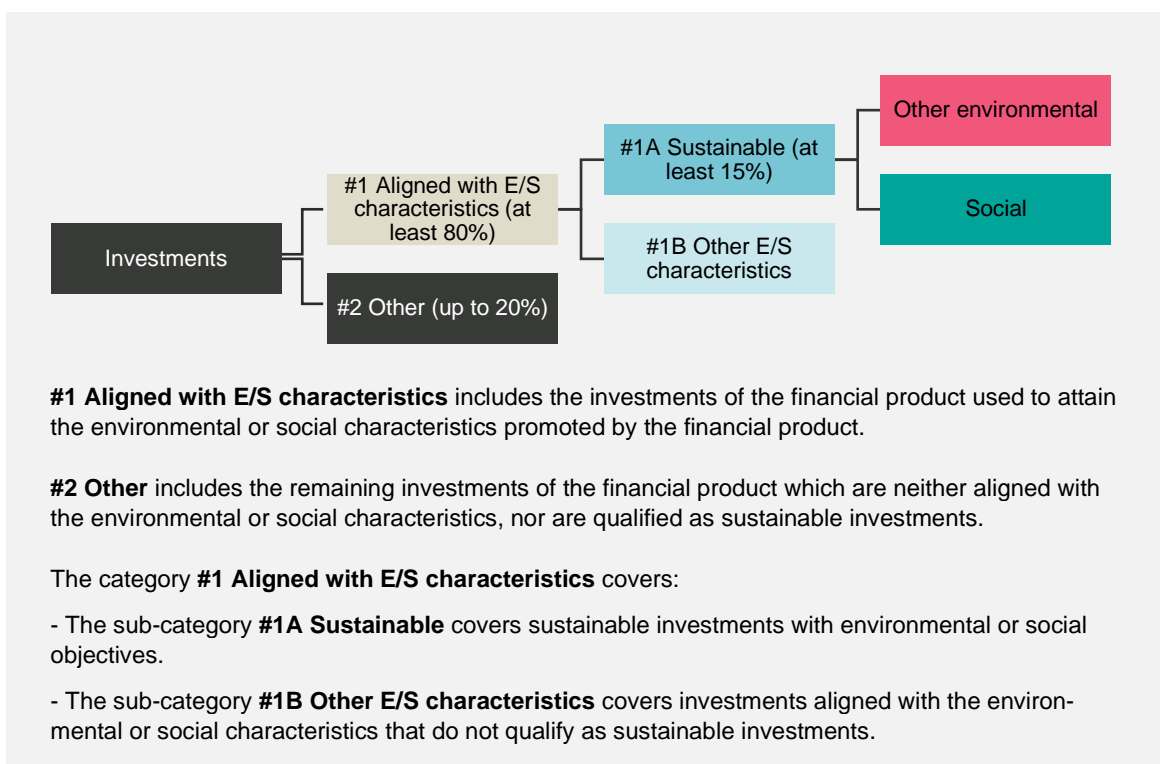 Other environmental
#1A Sustainable (at
least 15%)
#1 Aligned with E/S
characteristics (at
least 80%)
Social
Investments
#1B Other E/S
characteristics
#2 Other (up to 20%)
#1 Aligned with E/S characteristics includes the investments of the financial product used to attain
the environmental or social characteristics promoted by the financial product.
#2 Other includes the remaining investments of the financial product which are neither aligned with
the environmental or social characteristics, nor are qualified as sustainable investments.
The category #1 Aligned with E/S characteristics covers:
- The sub-category #1A Sustainable covers sustainable investments with environmental or social
objectives.
- The sub-category #1B Other E/S characteristics covers investments aligned with the environ-
mental or social characteristics that do not qualify as sustainable investments.